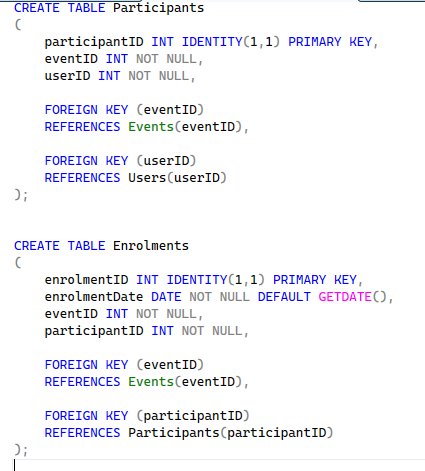 CREATE TABLE Participants
(
    participantID INT IDENTITY(1,1) PRIMARY KEY,
    eventID INT NOT NULL,
    userID INT NOT NULL,

    FOREIGN KEY (eventID)
    REFERENCES Events(eventID),

    FOREIGN KEY (userID)
    REFERENCES Users(userID)
);

CREATE TABLE Enrolments
(
    enrolmentID INT IDENTITY(1,1) PRIMARY KEY,
    enrolmentDate DATE NOT NULL DEFAULT GETDATE(),
    eventID INT NOT NULL,
    participantID INT NOT NULL,

    FOREIGN KEY (eventID)
    REFERENCES Events(eventID),

    FOREIGN KEY (participantID)
    REFERENCES Participants(participantID)
);